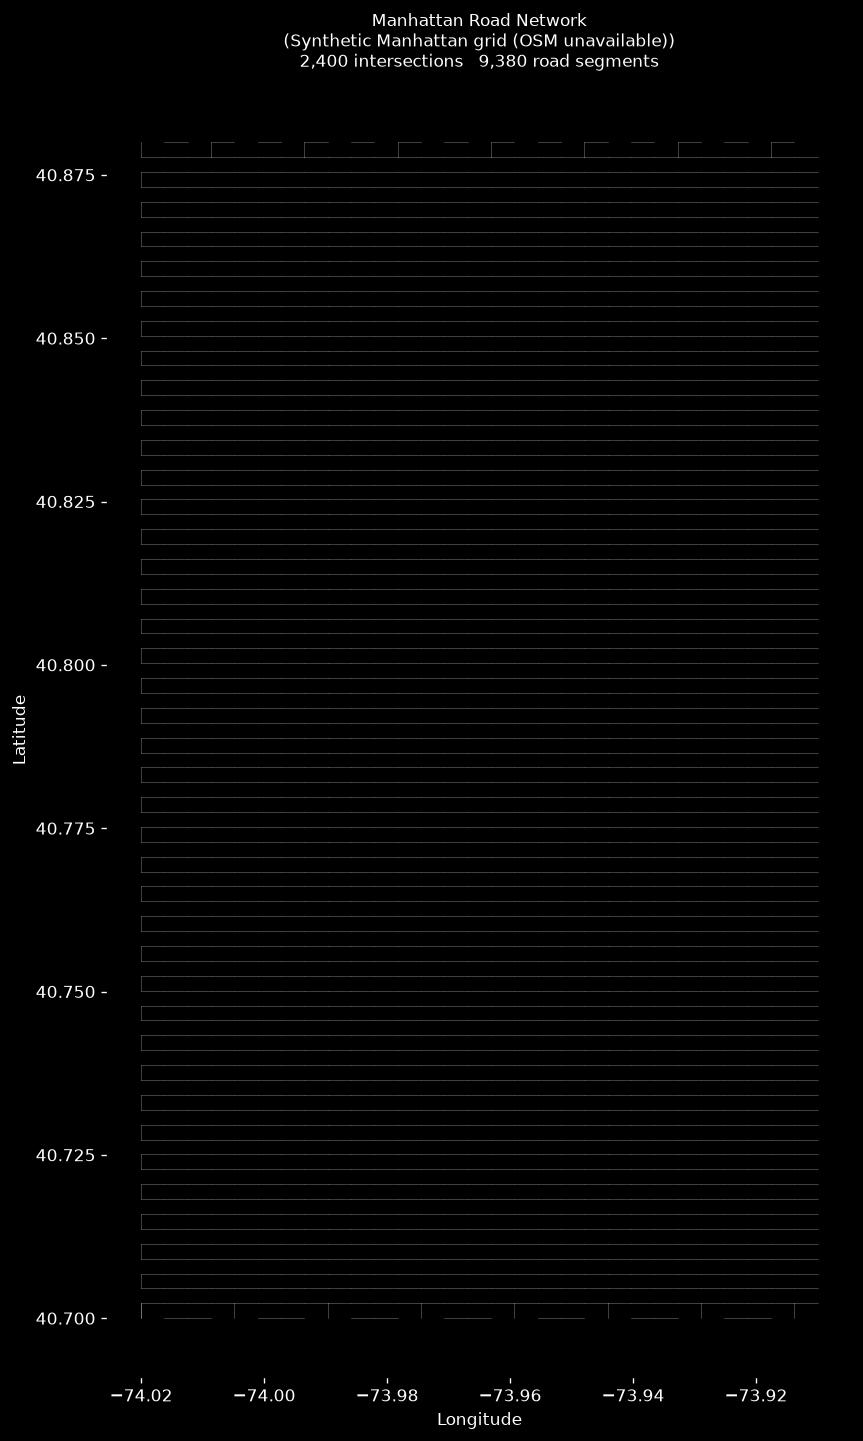 Manhattan Road Network
(Synthetic Manhattan grid (OSM unavailable))
2,400 intersections   9,380 road segments
40.875
40.850
40.825
40.800
40.775
40.750
40.725
40.700
Latitude
−74.02 −74.00 −73.98 −73.96 −73.94 −73.92
Longitude